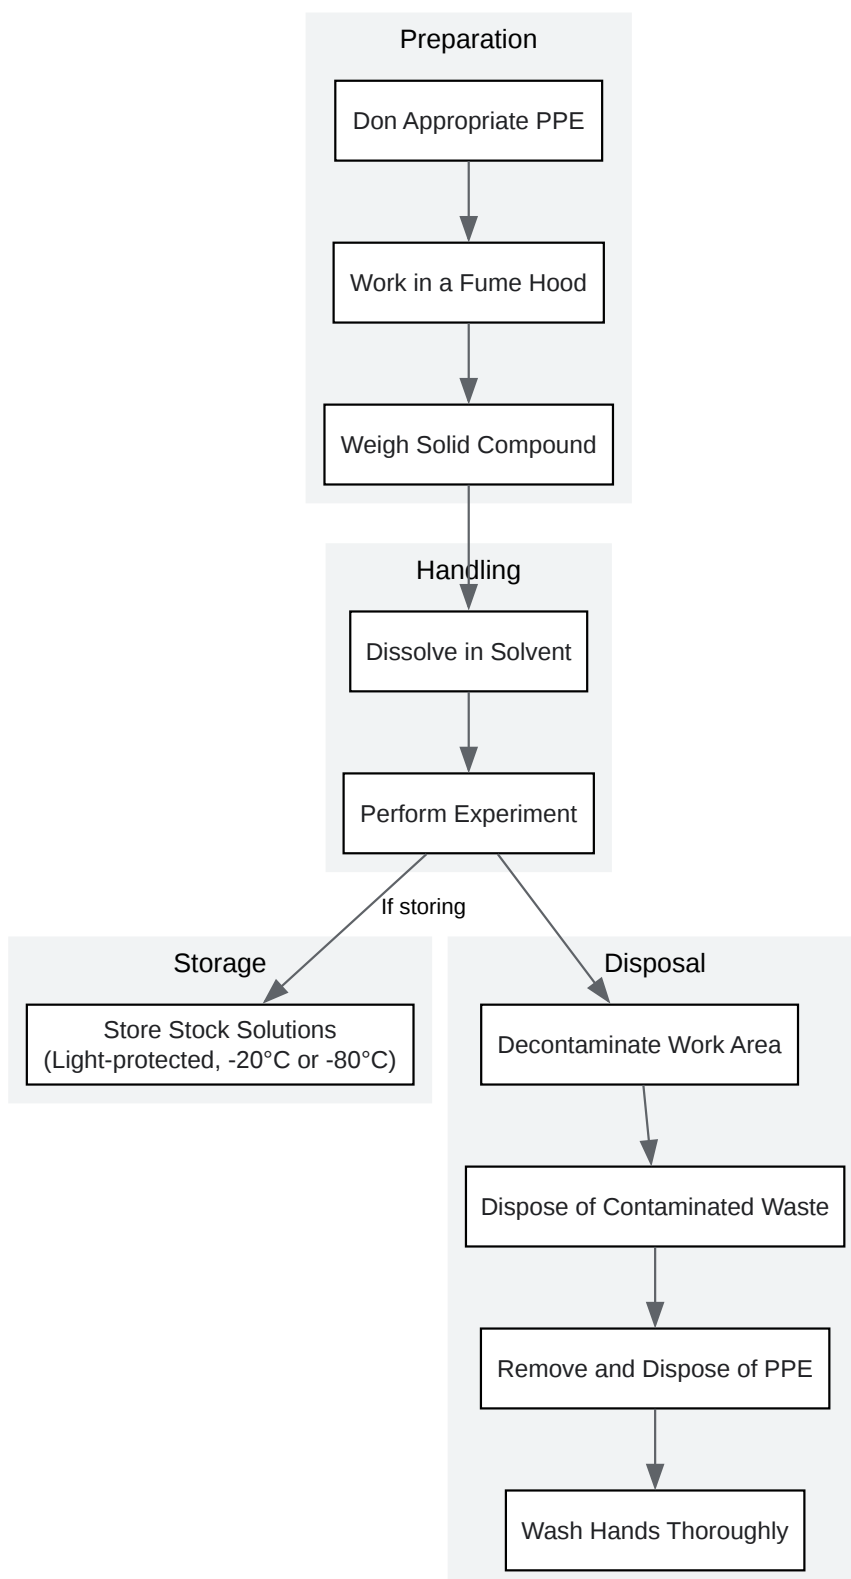 Preparation
Don Appropriate PPE
Work in a Fume Hood
Weigh Solid Compound
Handling
Dissolve in Solvent
Perform Experiment
If storing
Storage
Store Stock Solutions
(Light-protected, -20°C or -80°C)
Disposal
Decontaminate Work Area
Dispose of Contaminated Waste
Remove and Dispose of PPE
Wash Hands Thoroughly